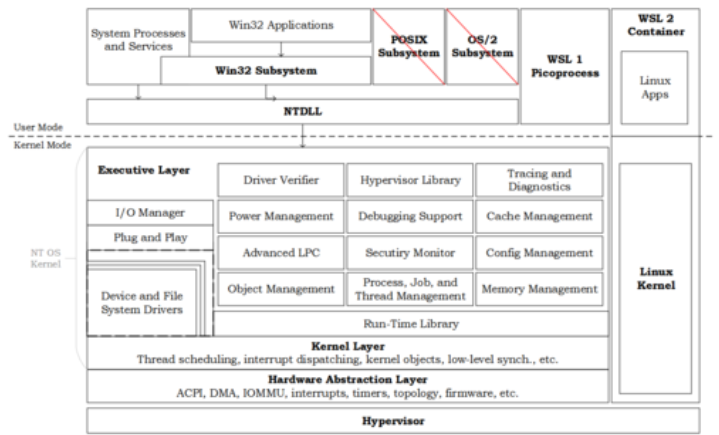 System Processes
and Services
Win32 Applications
Win32 Subsystem
POSIX
Subsystem
OS/2
Subsystem
WSL 1
Picoprocess
WSL 2
Container
Linux
Apps
NTDLL
User Mode
Kernel Mode
NT OS
Kernel
Executive Layer
Driver Verifier
Hypervisor Library
Tracing and
Diagnostics
I/O Manager
Power Management
Debugging Support
Cache Management
Plug and Play
Advanced LPC
Secutiry Monitor
Config Management
Device and File
System Drivers
Object Management
Process, Job, and
Thread Management
Memory Management
Run-Time Library
Linux
Kernel
Kernel Layer
Thread scheduling, interrupt dispatching, kernel objects, low-level synch., etc.
Hardware Abstraction Layer
ACPI, DMA, IOMMU, interrupts, timers, topology, firmware, etc.
Hypervisor